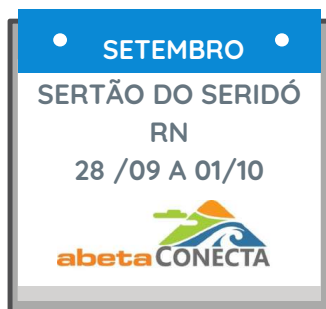 SETEMBRO
SERTÃO DO SERIDÓ
RN
28 /09 A 01/10
abetaCONECTA